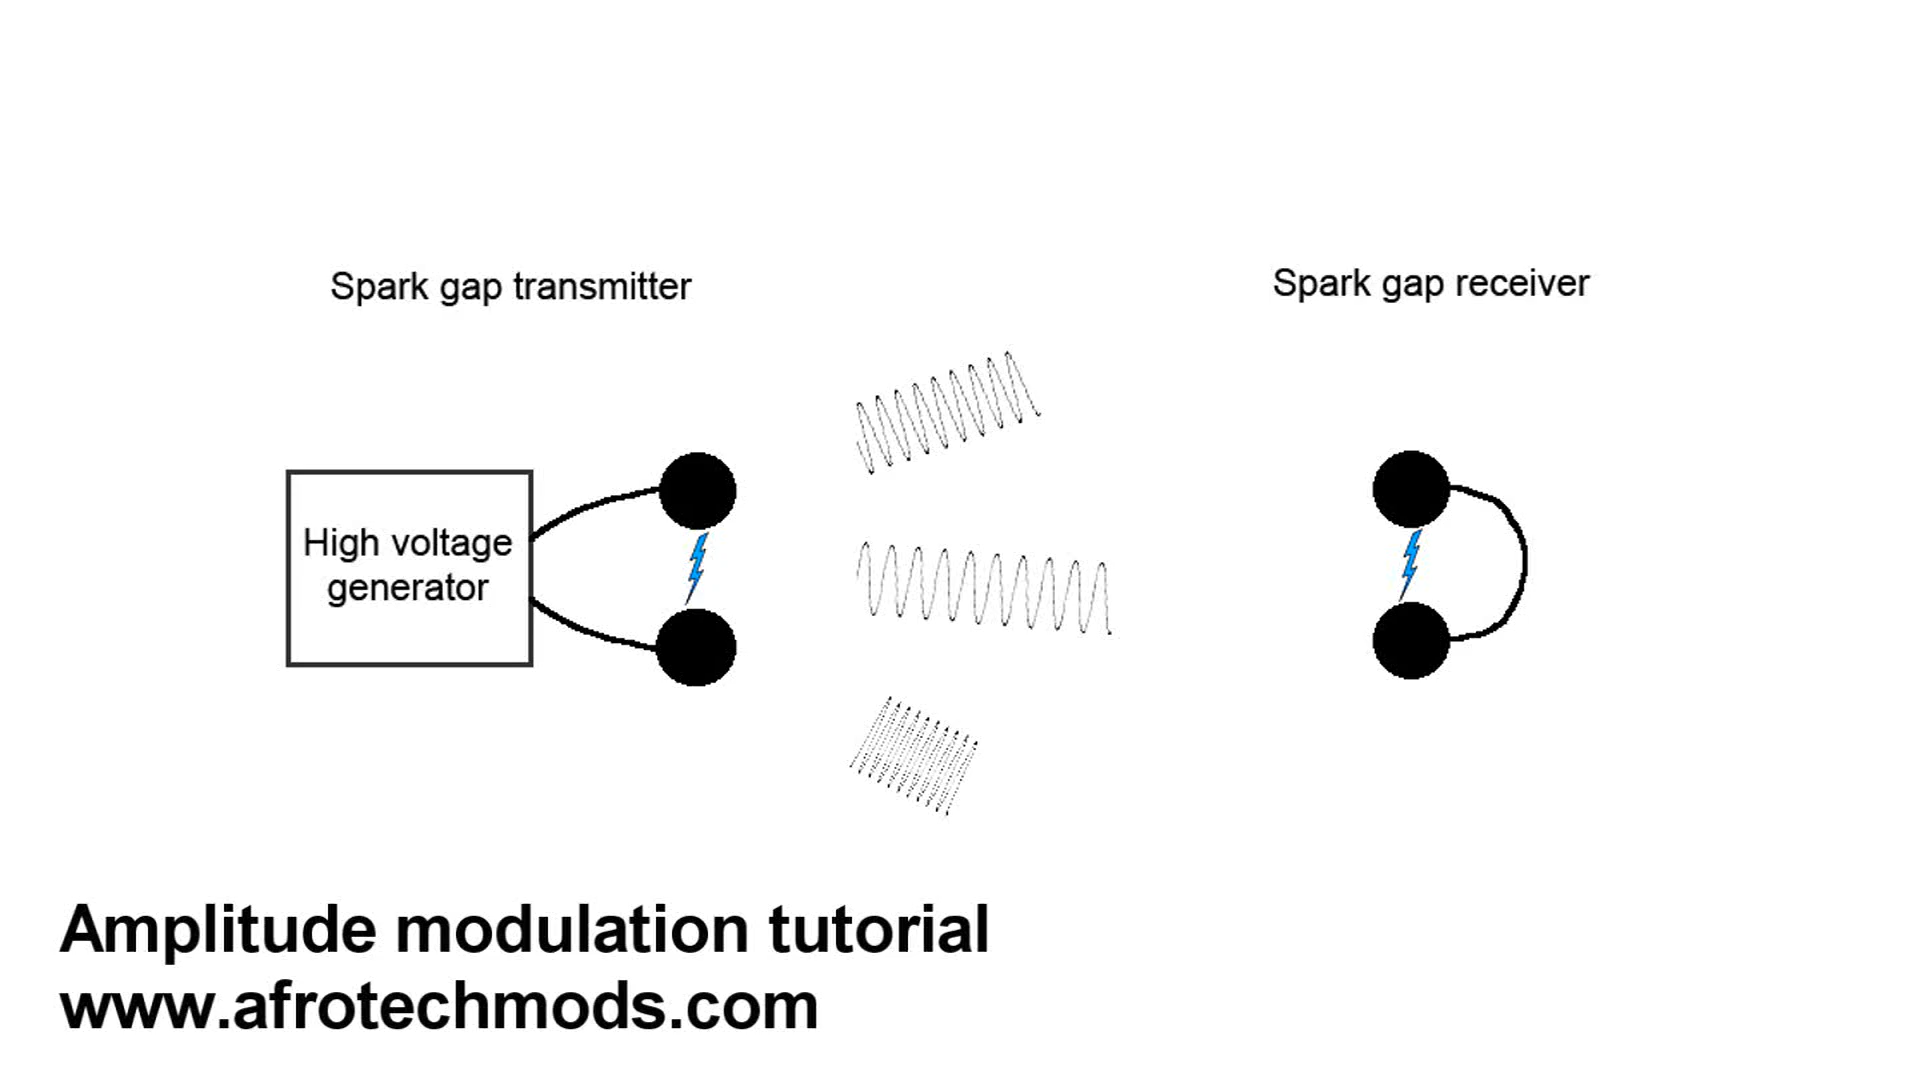 Spark gap transmitter
Spark gap receiver
High voltage
generator
Amplitude modulation tutorial
www.afrotechmods.com